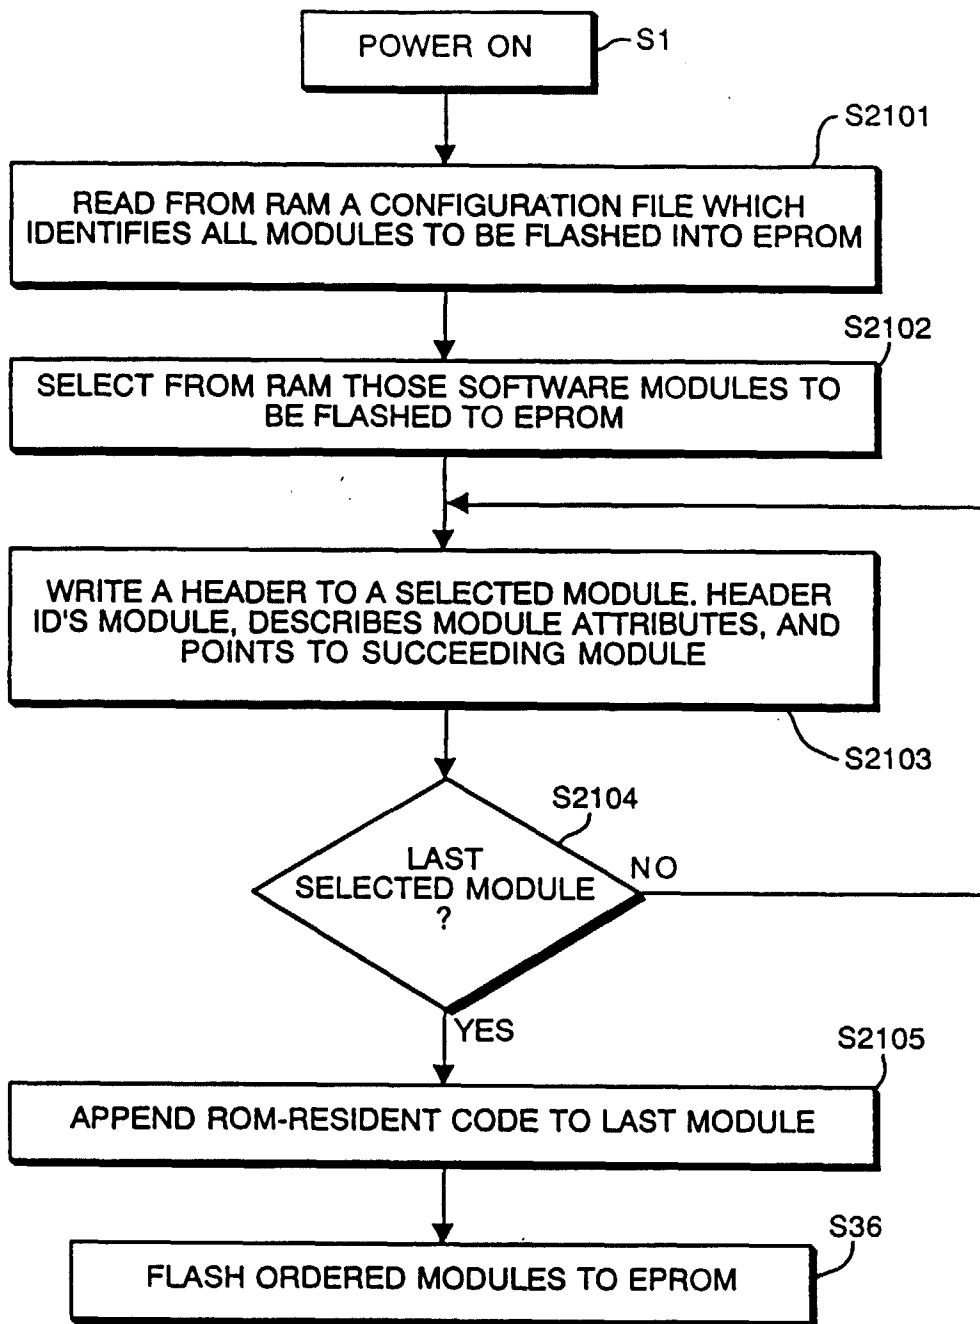 POWER ON
S1
S2101
READ FROM RAM A CONFIGURATION FILE WHICH
IDENTIFIES ALL MODULES TO BE FLASHED INTO EPROM
S2102
SELECT FROM RAM THOSE SOFTWARE MODULES TO
BE FLASHED TO EPROM
WRITE A HEADER TO A SELECTED MODULE. HEADER
ID'S MODULE, DESCRIBES MODULE ATTRIBUTES, AND
POINTS TO SUCCEEDING MODULE
S2103
S2104
LAST
SELECTED MODULE
?
NO
YES
S2105
APPEND ROM-RESIDENT CODE TO LAST MODULE
S36
FLASH ORDERED MODULES TO EPROM